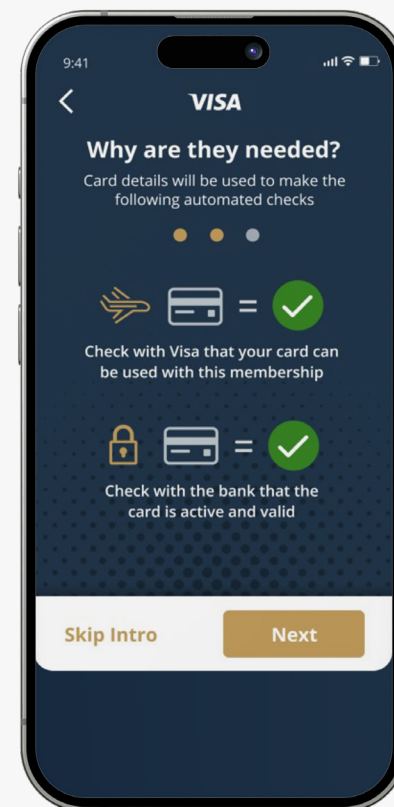 9:41
VISA
Why are they needed?
Card details will be used to make the
following automated checks
=
Check with Visa that your card can
be used with this membership
=
Check with the bank that the
card is active and valid
Skip Intro
Next